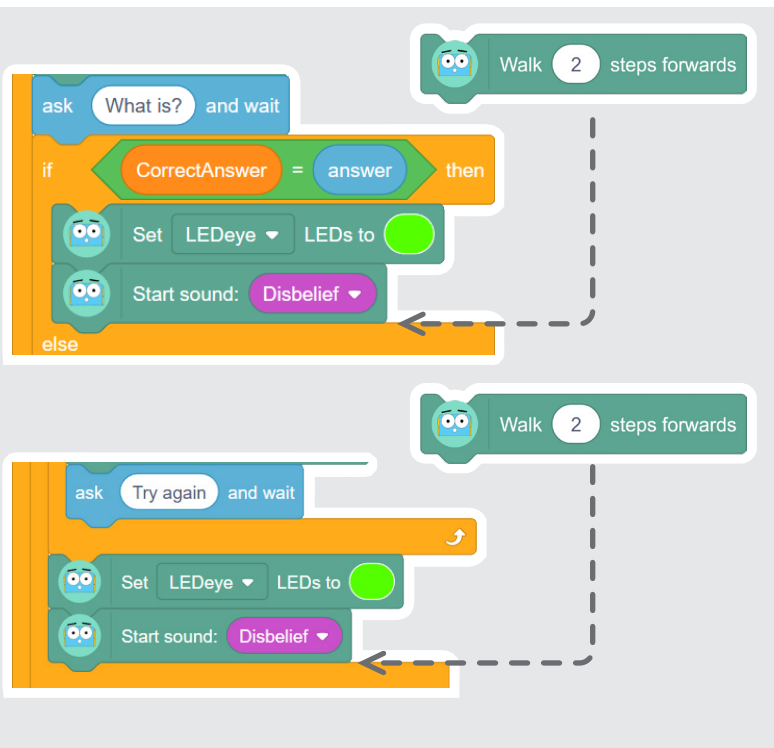 Walk 2 steps forwards
ask What is? and wait
if CorrectAnswer = answer then
Set LEDeye LEDs to
Start sound: Disbelief
else
Walk 2 steps forwards
ask Try again and wait
Set LEDeye LEDs to
Start sound: Disbelief